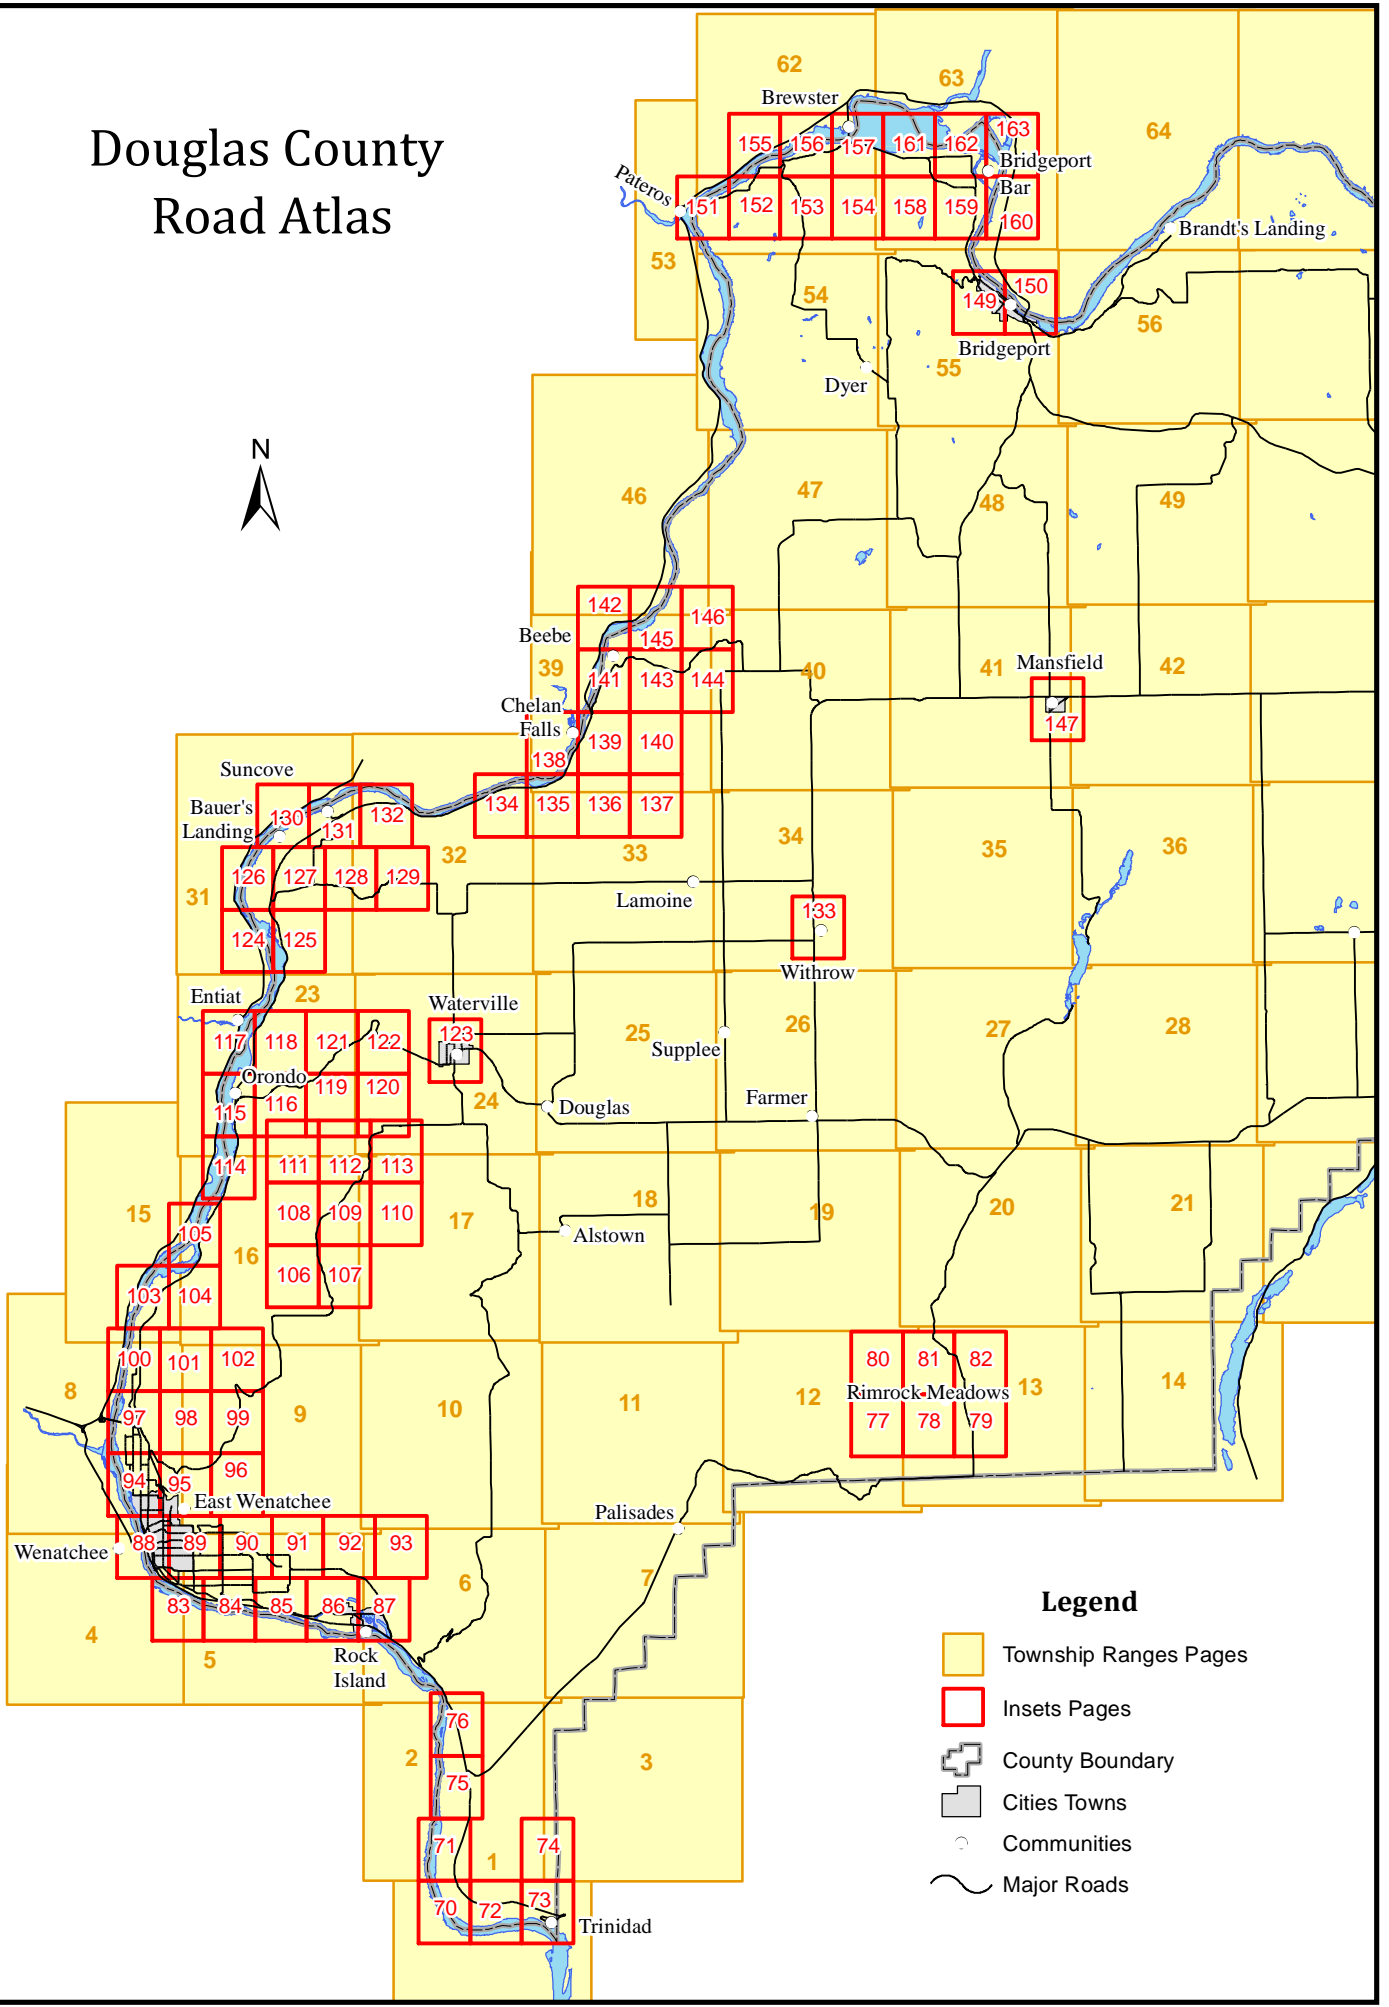 Douglas County
Road Atlas
62
63
Brewster
64
155 156 157 161 162 163
Bridgeport
Bar
Pateros
151 152 153 154 158 159 160
Brandt's Landing
53
54
149 150
56
Bridgeport
55
Dyer
N
46
47
48
49
142 145 146
Beebe
39
141 143 144
40
41
Mansfield
42
147
Chelan
Falls
138 139 140
Suncove
Bauer's
Landing
130 131 132
134 135 136 137
34
35
36
32
33
31
126 127 128 129
Lamoine
133
124 125
Withrow
Entiat
23
Waterville
117 118 121 122
123
25
Supplee
26
27
28
Orondo
115 116 119 120
24
Douglas
Farmer
114
111 112 113
15
105
108 109 110
17
18
Alstown
19
20
21
16
103 104
106 107
100 101 102
8
97 98 99
9
10
11
12
80 81 82
Rimrock Meadows
77 78 79
13
14
94 95 96
East Wenatchee
Palisades
Wenatchee
88 89 90 91 92 93
6
7
83 84 85 86 87
4
5
Rock
Island
76
2
3
75
71
1
74
70 72 73
Trinidad
Legend
Township Ranges Pages
Insets Pages
County Boundary
Cities Towns
Communities
Major Roads